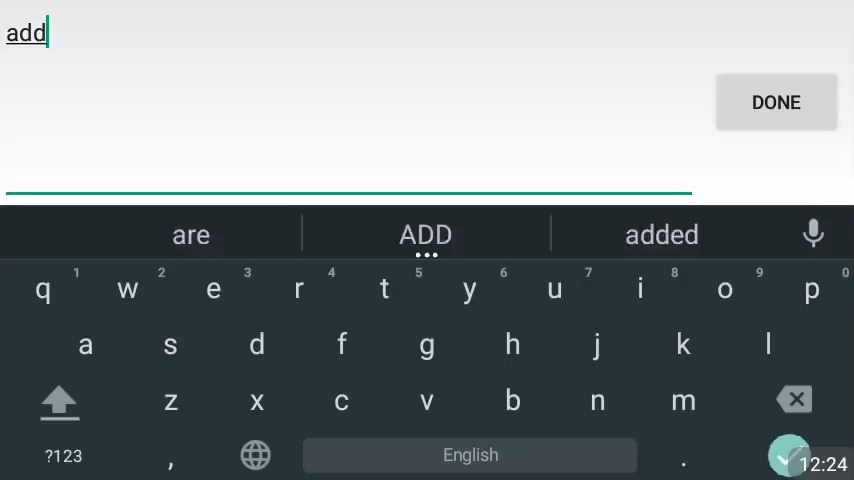 add
DONE
are ADD added
q 1 w 2 e 3 r 4 t 5 y 6 u 7 i 8 o 9 p 0
a s d f g h j k l
z x c v b n m
?123 , English . 12:24